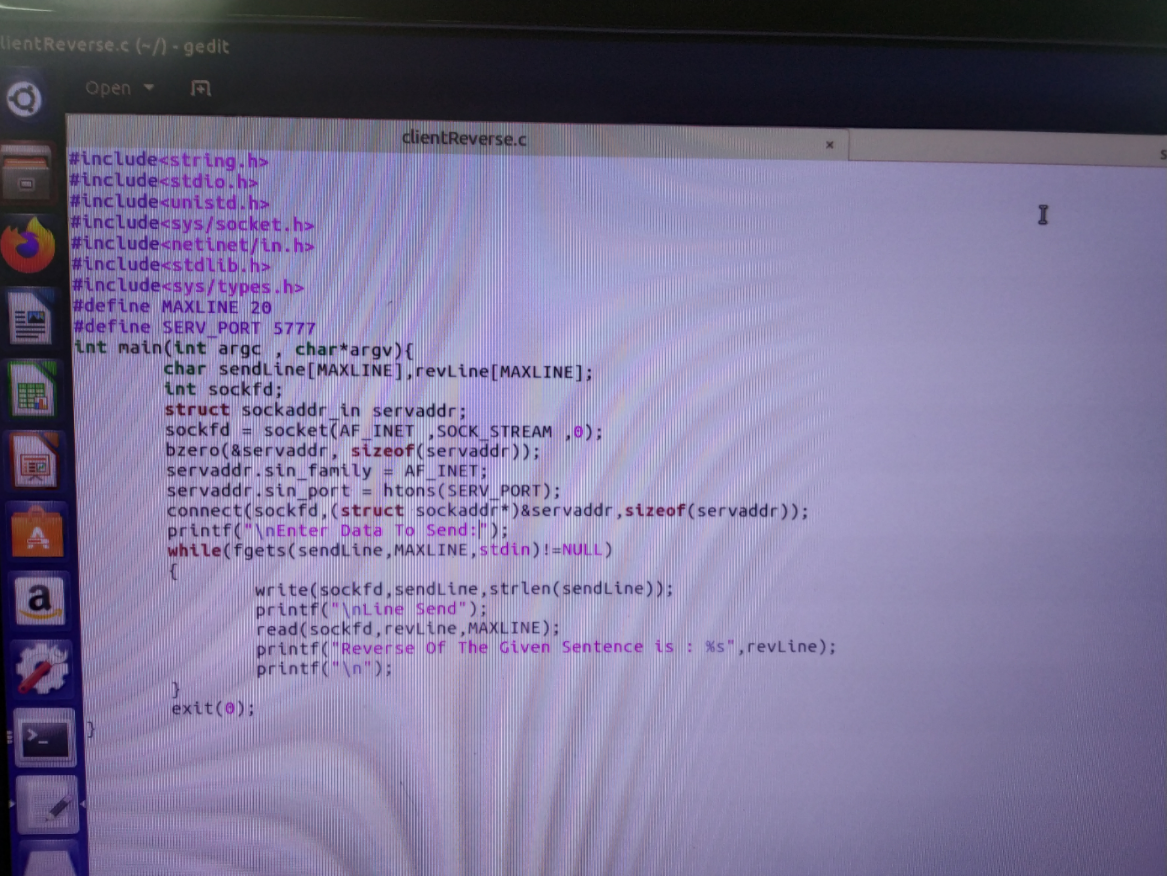 clientReverse.c (~/) - gedit
Open
clientReverse.c ×
#include<string.h>
#include<stdio.h>
#include<unistd.h>
#include<sys/socket.h>
#include<netinet/in.h>
#include<stdlib.h>
#include<sys/types.h>
#define MAXLINE 20
#define SERV_PORT 5777
int main(int argc , char*argv){
char sendLine[MAXLINE],revLine[MAXLINE];
int sockfd;
struct sockaddr_in servaddr;
sockfd = socket(AF_INET ,SOCK_STREAM ,0);
bzero(&servaddr, sizeof(servaddr));
servaddr.sin_family = AF_INET;
servaddr.sin_port = htons(SERV_PORT);
connect(sockfd,(struct sockaddr*)&servaddr,sizeof(servaddr));
printf("\nEnter Data To Send:");
while(fgets(sendLine,MAXLINE,stdin)!=NULL)
{
write(sockfd,sendLine,strlen(sendLine));
printf("\nLine Send");
read(sockfd,revLine,MAXLINE);
printf("Reverse Of The Given Sentence is : %s",revLine);
printf("\n");
}
exit(0);
}